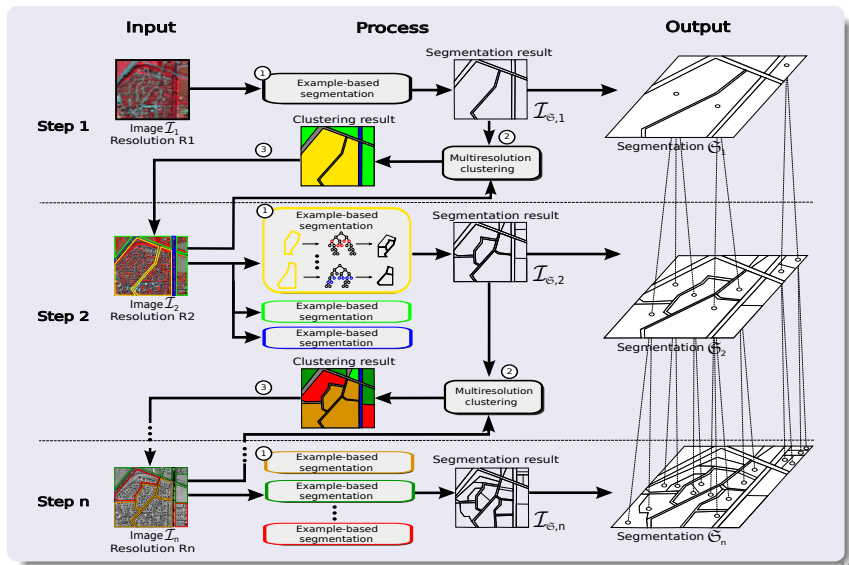 Input
Process
Output
Segmentation result
1
Example-based
segmentation
Image ℐ₁
Resolution R1
ℐ𝔖,1
Step 1
Clustering result
2
3
Multiresolution
clustering
Segmentation 𝔖₁
1
Example-based
segmentation
Segmentation result
Image ℐ₂
Resolution R2
ℐ𝔖,2
Step 2
Example-based
segmentation
Example-based
segmentation
Segmentation 𝔖₂
Clustering result
2
3
Multiresolution
clustering
1
Example-based
segmentation
Segmentation result
Step n
Example-based
segmentation
Example-based
segmentation
Image ℐₙ
Resolution Rn
ℐ𝔖,n
Segmentation 𝔖ₙ